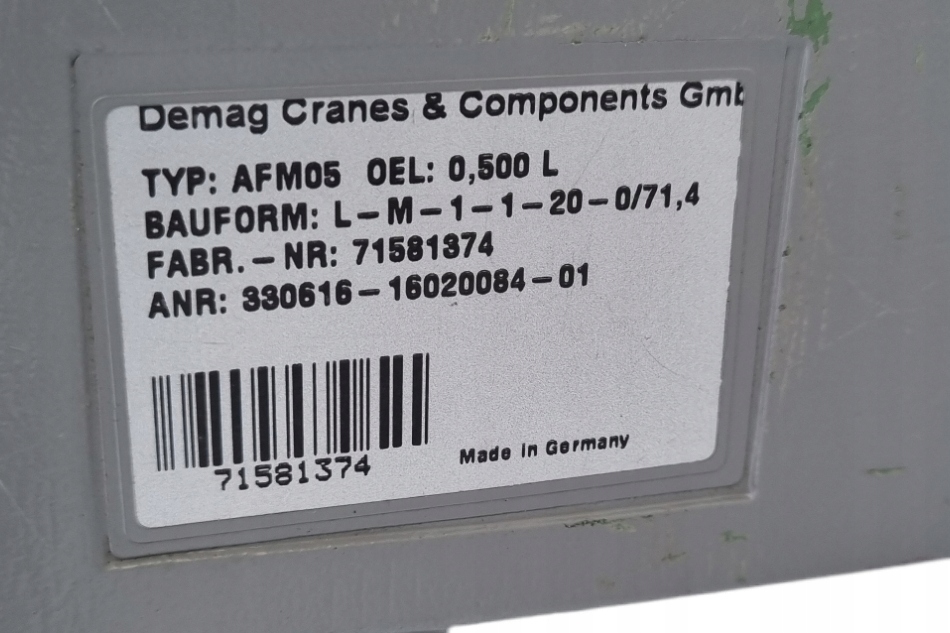 Demag Cranes & Components Gmb
TYP: AFM05 OEL: 0,500 L
BAUFORM: L-M-1-1-20-0/71,4
FABR.-NR: 71581374
ANR: 330616-16020084-01
71581374
Made in Germany